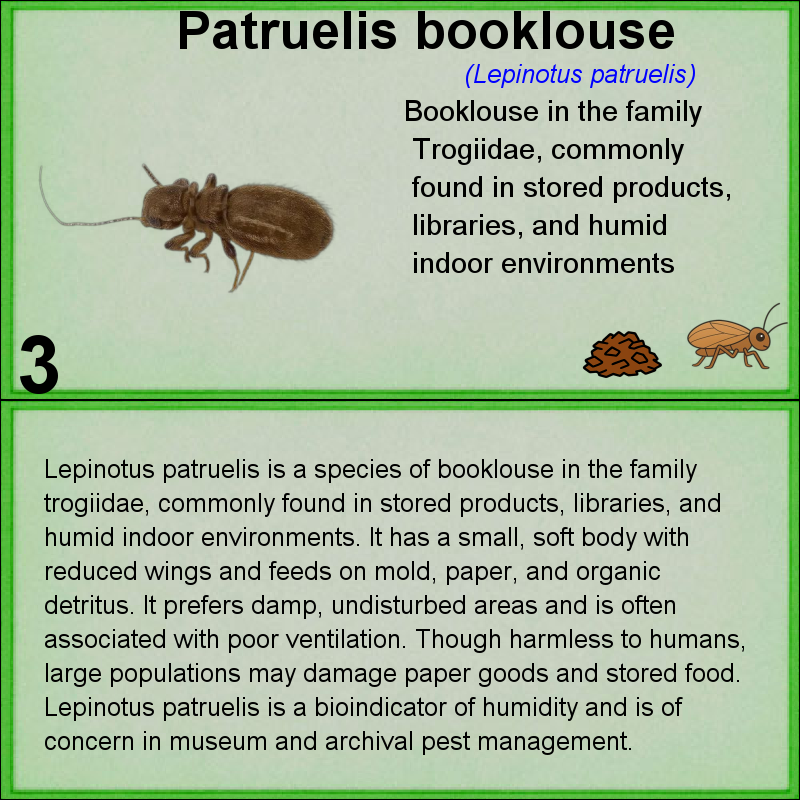 Patruelis booklouse
(Lepinotus patruelis)
Booklouse in the family
Trogiidae, commonly
found in stored products,
libraries, and humid
indoor environments
3
Lepinotus patruelis is a species of booklouse in the family
trogiidae, commonly found in stored products, libraries, and
humid indoor environments. It has a small, soft body with
reduced wings and feeds on mold, paper, and organic
detritus. It prefers damp, undisturbed areas and is often
associated with poor ventilation. Though harmless to humans,
large populations may damage paper goods and stored food.
Lepinotus patruelis is a bioindicator of humidity and is of
concern in museum and archival pest management.